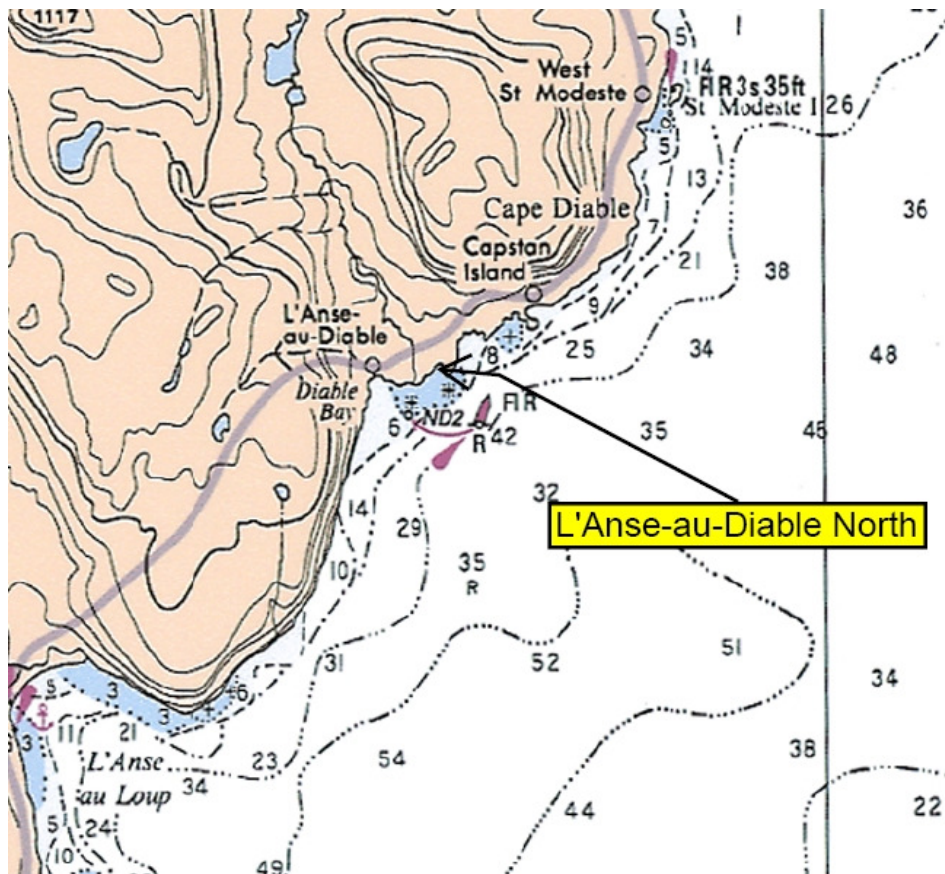 1117
West
St Modeste
5
14
Fl R 3s 35ft
St Modeste I
26
5
13
36
Cape Diable
7
21
38
Capstan
Island
S
9
L'Anse-
au-Diable
8
25
34
48
Diable
Bay
ND2
Fl R
6
R
42
35
45
14
32
L'Anse-au-Diable North
29
10
35
R
31
52
51
34
S
3
6
3
11
21
3
23
38
L'Anse
au Loup
34
54
44
22
5
24
10
49